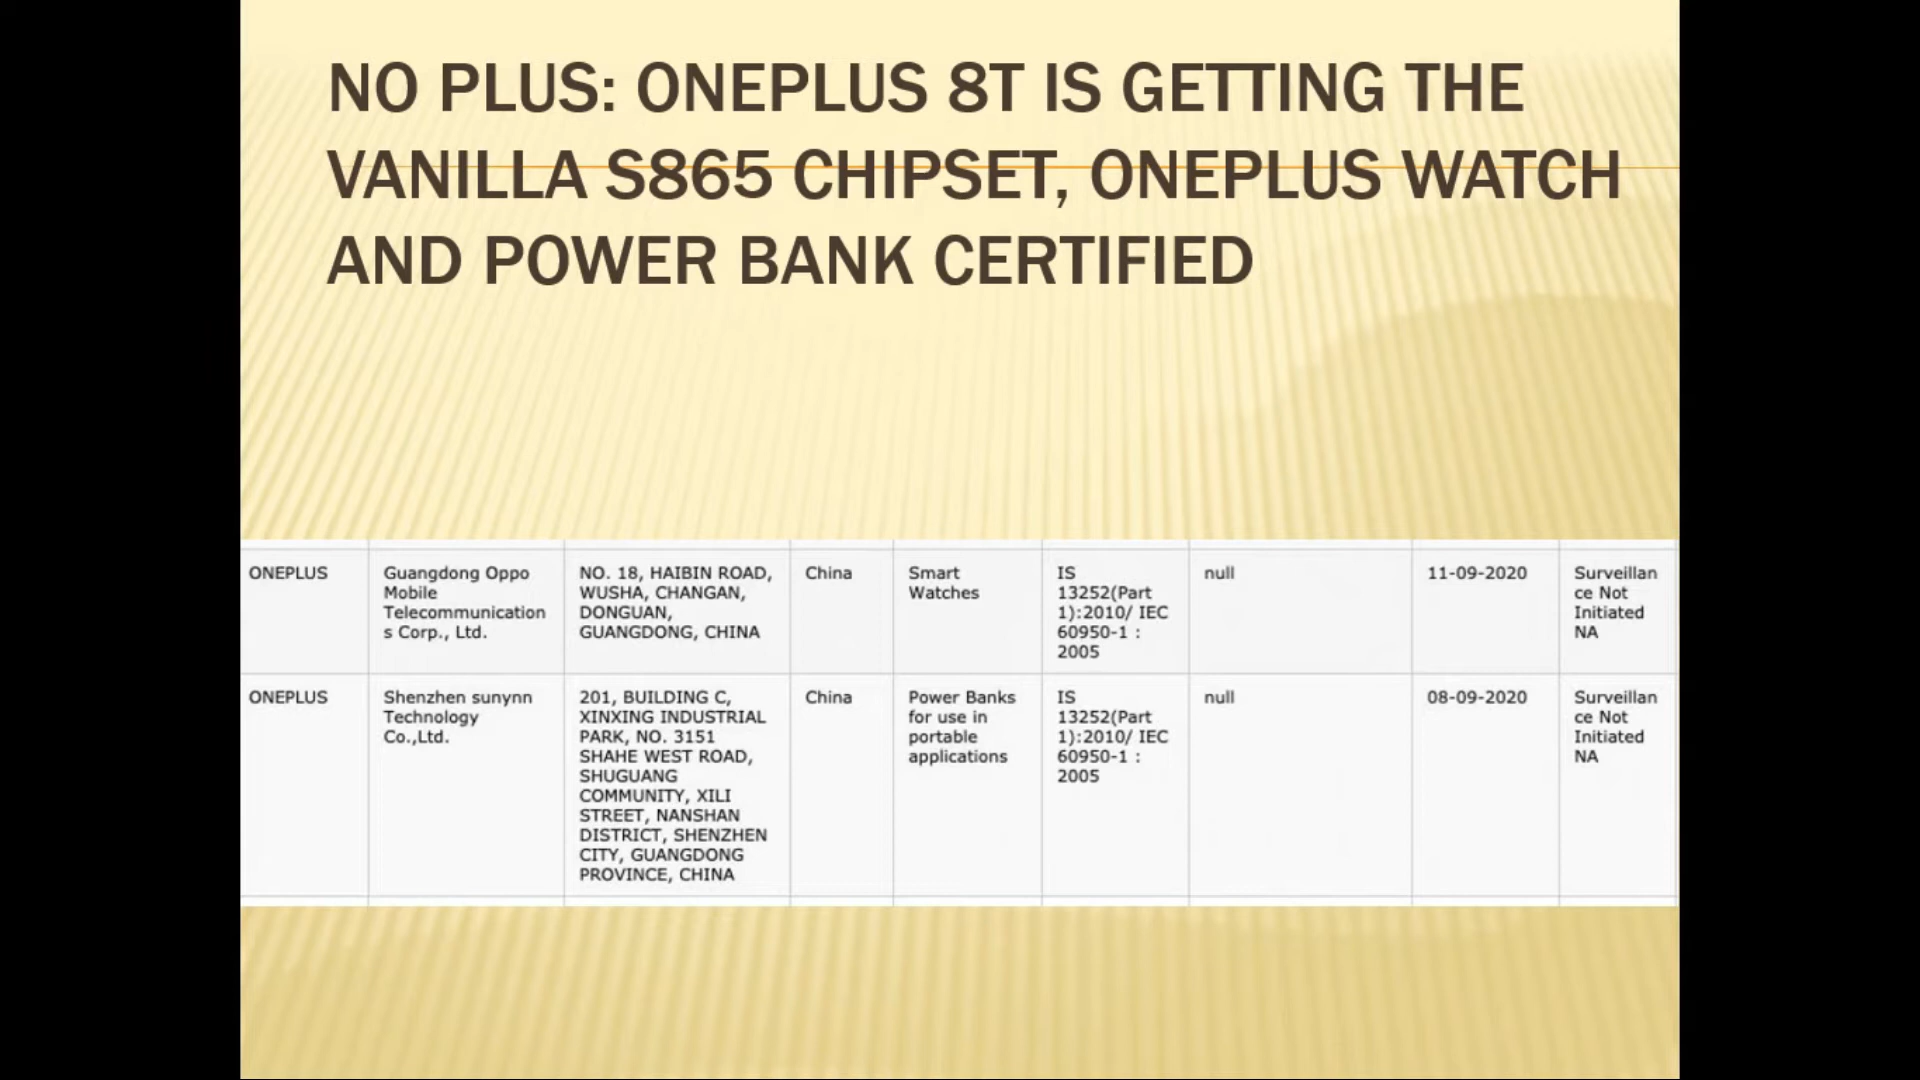 NO PLUS: ONEPLUS 8T IS GETTING THE
VANILLA S865 CHIPSET, ONEPLUS WATCH
AND POWER BANK CERTIFIED
ONEPLUS
Guangdong Oppo
Mobile
Telecommunication
s Corp., Ltd.
NO. 18, HAIBIN ROAD,
WUSHA, CHANGAN,
DONGUAN,
GUANGDONG, CHINA
China
Smart
Watches
IS
13252(Part
1):2010/ IEC
60950-1 :
2005
null
11-09-2020
Surveillan
ce Not
Initiated
NA
ONEPLUS
Shenzhen sunynn
Technology
Co.,Ltd.
201, BUILDING C,
XINXING INDUSTRIAL
PARK, NO. 3151
SHAHE WEST ROAD,
SHUGUANG
COMMUNITY, XILI
STREET, NANSHAN
DISTRICT, SHENZHEN
CITY, GUANGDONG
PROVINCE, CHINA
China
Power Banks
for use in
portable
applications
IS
13252(Part
1):2010/ IEC
60950-1 :
2005
null
08-09-2020
Surveillan
ce Not
Initiated
NA